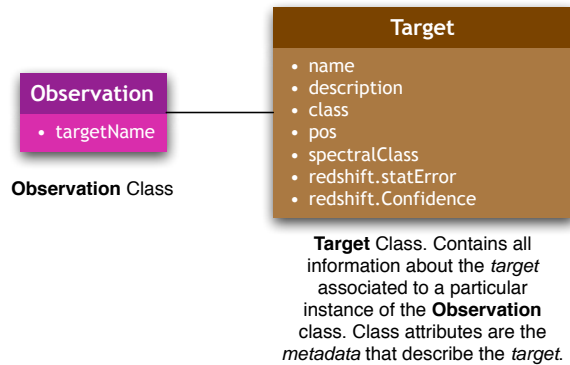 Target
• name
• description
• class
• pos
• spectralClass
• redshift.statError
• redshift.Confidence
Observation
• targetName
Observation Class
Target Class. Contains all
information about the target
associated to a particular
instance of the Observation
class. Class attributes are the
metadata that describe the target.